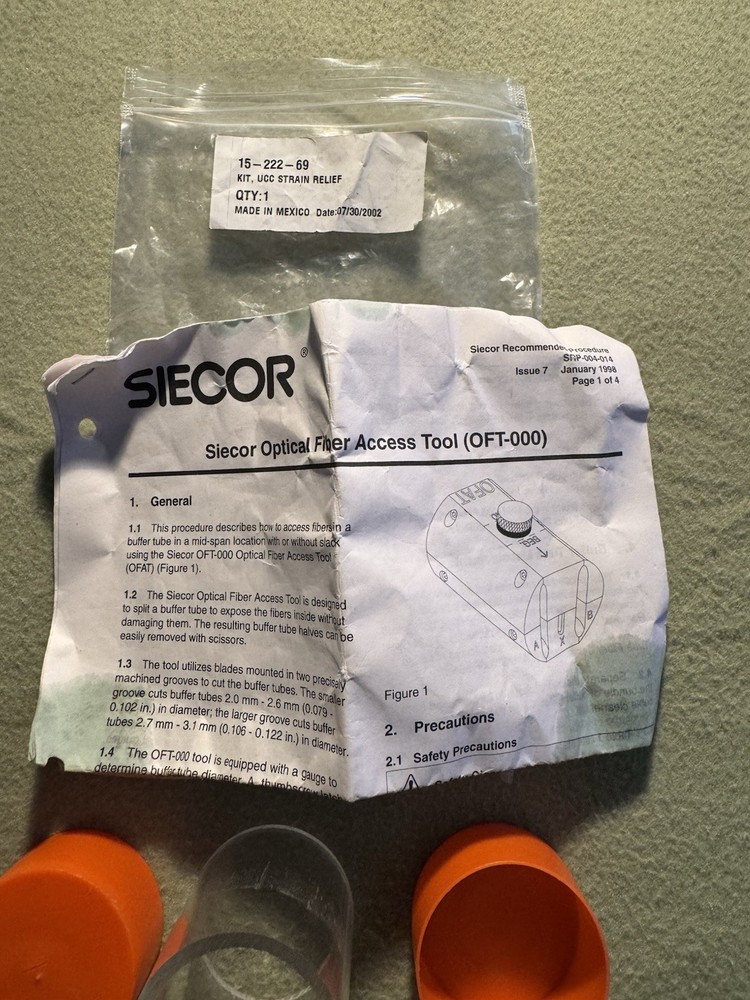 15-222-69
KIT, UCC STRAIN RELIEF
QTY:1
MADE IN MEXICO Date:07/30/2002
SIECOR®
Siecor Recommended Procedure
SRP-004-014
Issue 7 January 1998
Page 1 of 4
Siecor Optical Fiber Access Tool (OFT-000)
1. General
1.1 This procedure describes how to access fibers in a
buffer tube in a mid-span location with or without slack
using the Siecor OFT-000 Optical Fiber Access Tool
(OFAT) (Figure 1).
1.2 The Siecor Optical Fiber Access Tool is designed
to split a buffer tube to expose the fibers inside without
damaging them. The resulting buffer tube halves can be
easily removed with scissors.
1.3 The tool utilizes blades mounted in two precisely
machined grooves to cut the buffer tubes. The smaller
groove cuts buffer tubes 2.0 mm - 2.6 mm (0.079 -
0.102 in.) in diameter; the larger groove cuts buffer
tubes 2.7 mm - 3.1 mm (0.106 - 0.122 in.) in diameter.
1.4 The OFT-000 tool is equipped with a gauge to
determine buffer tube diameter. A thumbscrew latch
OFAT
A
X
B
Figure 1
2. Precautions
2.1 Safety Precautions